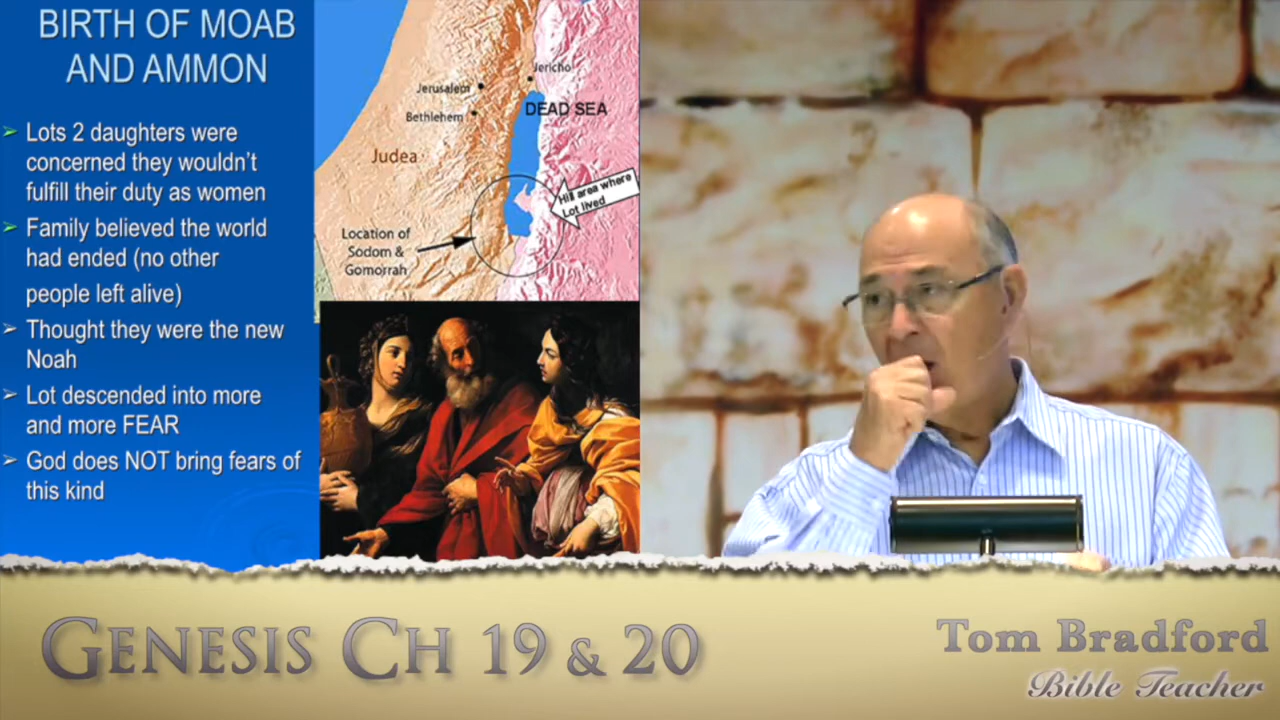 BIRTH OF MOAB
AND AMMON
Lots 2 daughters were
concerned they wouldn't
fulfill their duty as women
Family believed the world
had ended (no other
people left alive)
Thought they were the new
Noah
Lot descended into more
and more FEAR
God does NOT bring fears of
this kind
Jericho
Jerusalem
DEAD SEA
Bethlehem
Judea
Hill area where
Lot lived
Location of
Sodom &
Gomorrah
GENESIS CH 19 & 20
Tom Bradford
Bible Teacher